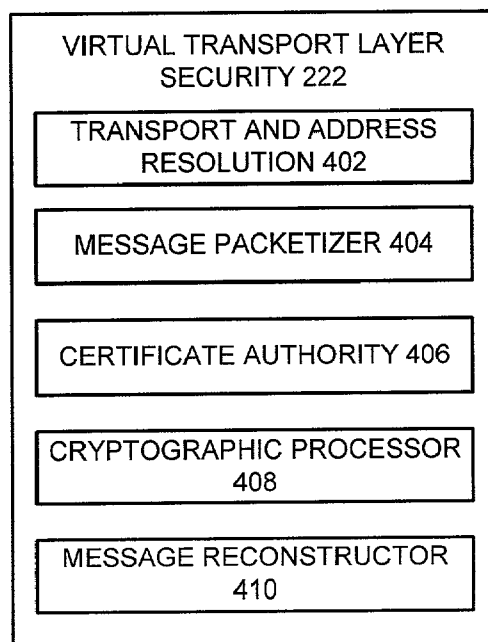 VIRTUAL TRANSPORT LAYER
SECURITY 222
TRANSPORT AND ADDRESS
RESOLUTION 402
MESSAGE PACKETIZER 404
CERTIFICATE AUTHORITY 406
CRYPTOGRAPHIC PROCESSOR
408
MESSAGE RECONSTRUCTOR
410